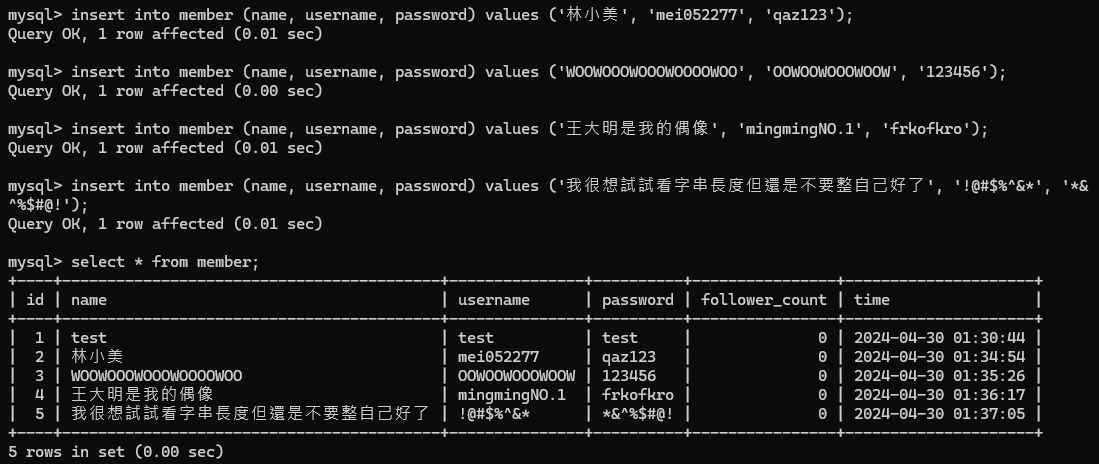 mysql> insert into member (name, username, password) values ('林小美', 'mei052277', 'qaz123');
Query OK, 1 row affected (0.01 sec)
mysql> insert into member (name, username, password) values ('WOOWOOOWOOOWOOOOWOO', 'OOWOOWOOOWOOW', '123456');
Query OK, 1 row affected (0.00 sec)
mysql> insert into member (name, username, password) values ('王大明是我的偶像', 'mingmingNO.1', 'frkofkro');
Query OK, 1 row affected (0.01 sec)
mysql> insert into member (name, username, password) values ('我很想試試看字串長度但還是不要整自己好了', '!@#$%^&*', '*&
^%$#@!');
Query OK, 1 row affected (0.01 sec)
mysql> select * from member;
+----+------------------------------------------+---------------+----------+----------------+---------------------+
| id | name | username | password | follower_count | time |
+----+------------------------------------------+---------------+----------+----------------+---------------------+
| 1 | test | test | test | 0 | 2024-04-30 01:30:44 |
| 2 | 林小美 | mei052277 | qaz123 | 0 | 2024-04-30 01:34:54 |
| 3 | WOOWOOOWOOOWOOOOWOO | OOWOOWOOOWOOW | 123456 | 0 | 2024-04-30 01:35:26 |
| 4 | 王大明是我的偶像 | mingmingNO.1 | frkofkro | 0 | 2024-04-30 01:36:17 |
| 5 | 我很想試試看字串長度但還是不要整自己好了 | !@#$%^&* | *&^%$#@! | 0 | 2024-04-30 01:37:05 |
+----+------------------------------------------+---------------+----------+----------------+---------------------+
5 rows in set (0.00 sec)